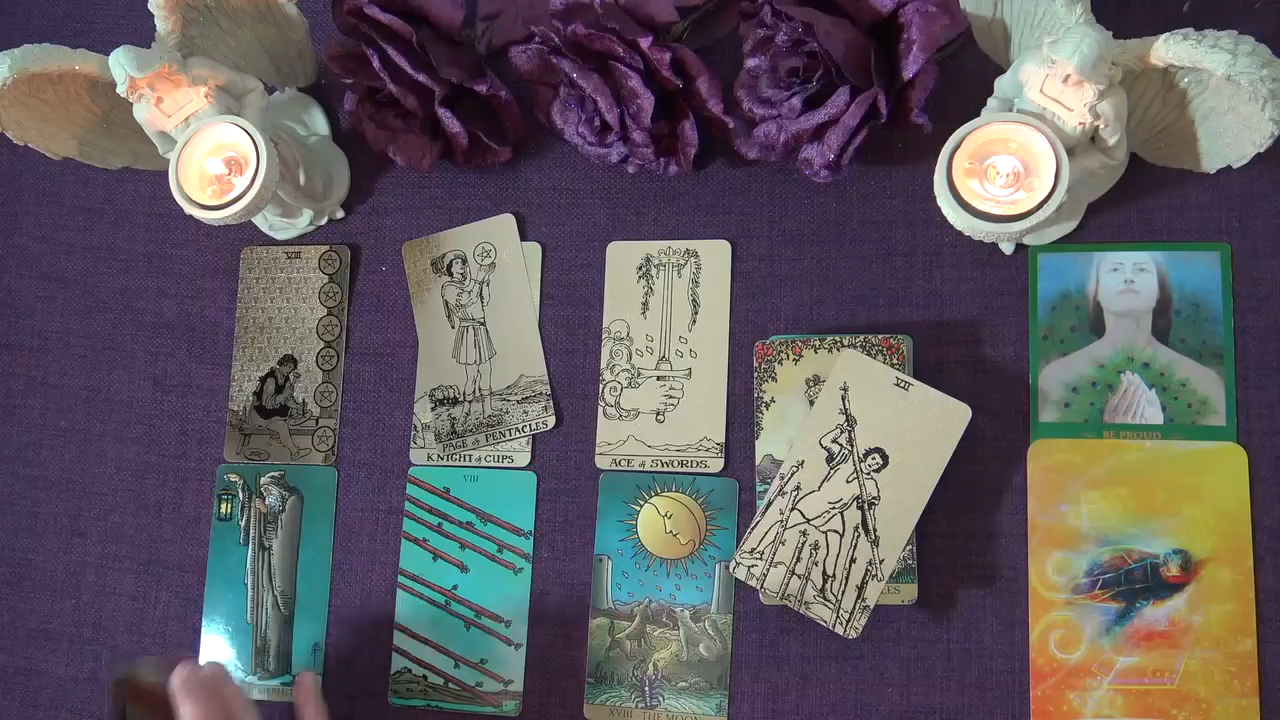 VIII
PAGE of PENTACLES
KNIGHT of CUPS
ACE of SWORDS.
VII
BE PROUD
VIII
XVIII THE MOON